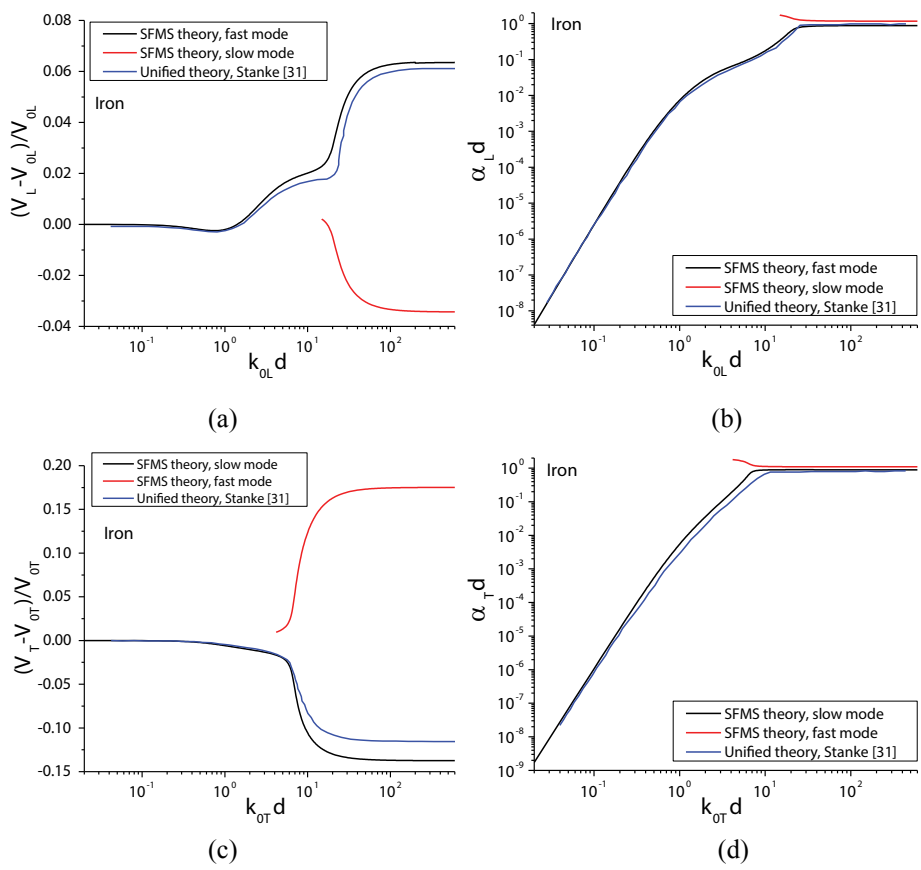 SFMS theory, fast mode
SFMS theory, slow mode
Unified theory, Stanke [31]
Iron
(V_L-V_0L)/V_0L
0.06
0.04
0.02
0.00
-0.02
-0.04
10^-1
10^0
10^1
10^2
k_0L d
(a)
Iron
α_L d
10^0
10^-1
10^-2
10^-3
10^-4
10^-5
10^-6
10^-7
10^-8
SFMS theory, fast mode
SFMS theory, slow mode
Unified theory, Stanke [31]
10^-1
10^0
10^1
10^2
k_0L d
(b)
SFMS theory, slow mode
SFMS theory, fast mode
Unified theory, Stanke [31]
Iron
(V_T-V_0T)/V_0T
0.20
0.15
0.10
0.05
0.00
-0.05
-0.10
-0.15
10^-1
10^0
10^1
10^2
k_0T d
(c)
Iron
α_T d
10^0
10^-1
10^-2
10^-3
10^-4
10^-5
10^-6
10^-7
10^-8
10^-9
SFMS theory, slow mode
SFMS theory, fast mode
Unified theory, Stanke [31]
10^-1
10^0
10^1
10^2
k_0T d
(d)